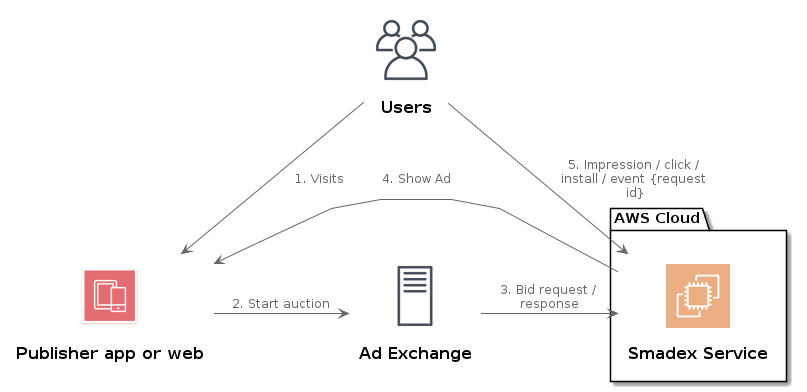 Users
1. Visits
4. Show Ad
5. Impression / click /
install / event {request
id}
AWS Cloud
2. Start auction
3. Bid request /
response
Publisher app or web
Ad Exchange
Smadex Service